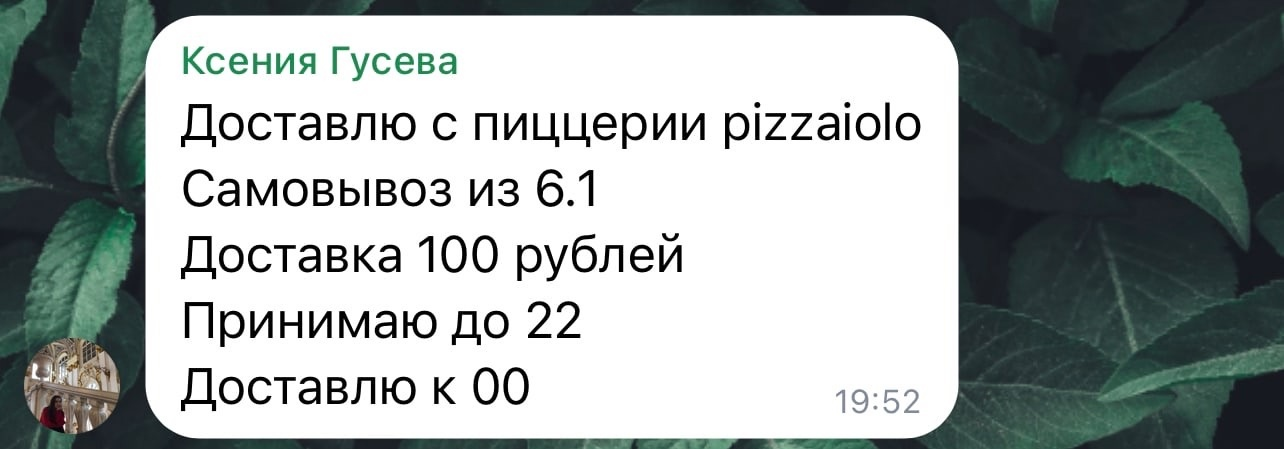 Ксения Гусева
Доставлю с пиццерии pizzaiolo
Самовывоз из 6.1
Доставка 100 рублей
Принимаю до 22
Доставлю к 00
19:52